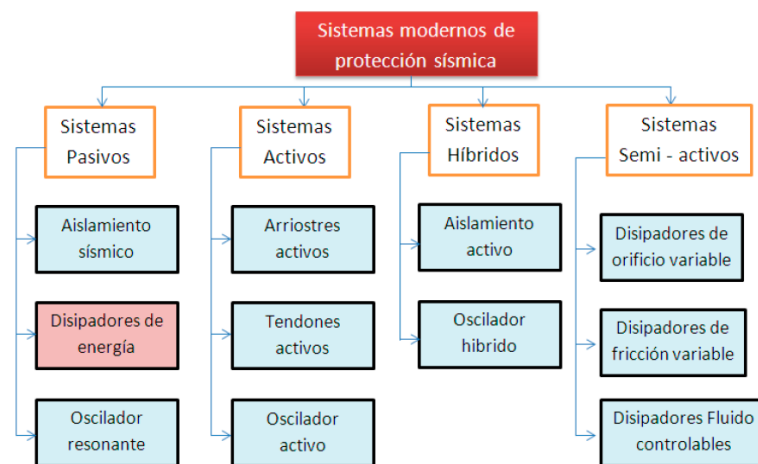 Sistemas modernos de
protección sísmica
Sistemas
Pasivos
Sistemas
Activos
Sistemas
Híbridos
Sistemas
Semi - activos
Aislamiento
sísmico
Arriostres
activos
Aislamiento
activo
Disipadores de
orificio variable
Disipadores de
energía
Tendones
activos
Oscilador
hibrido
Disipadores de
fricción variable
Oscilador
resonante
Oscilador
activo
Disipadores Fluido
controlables